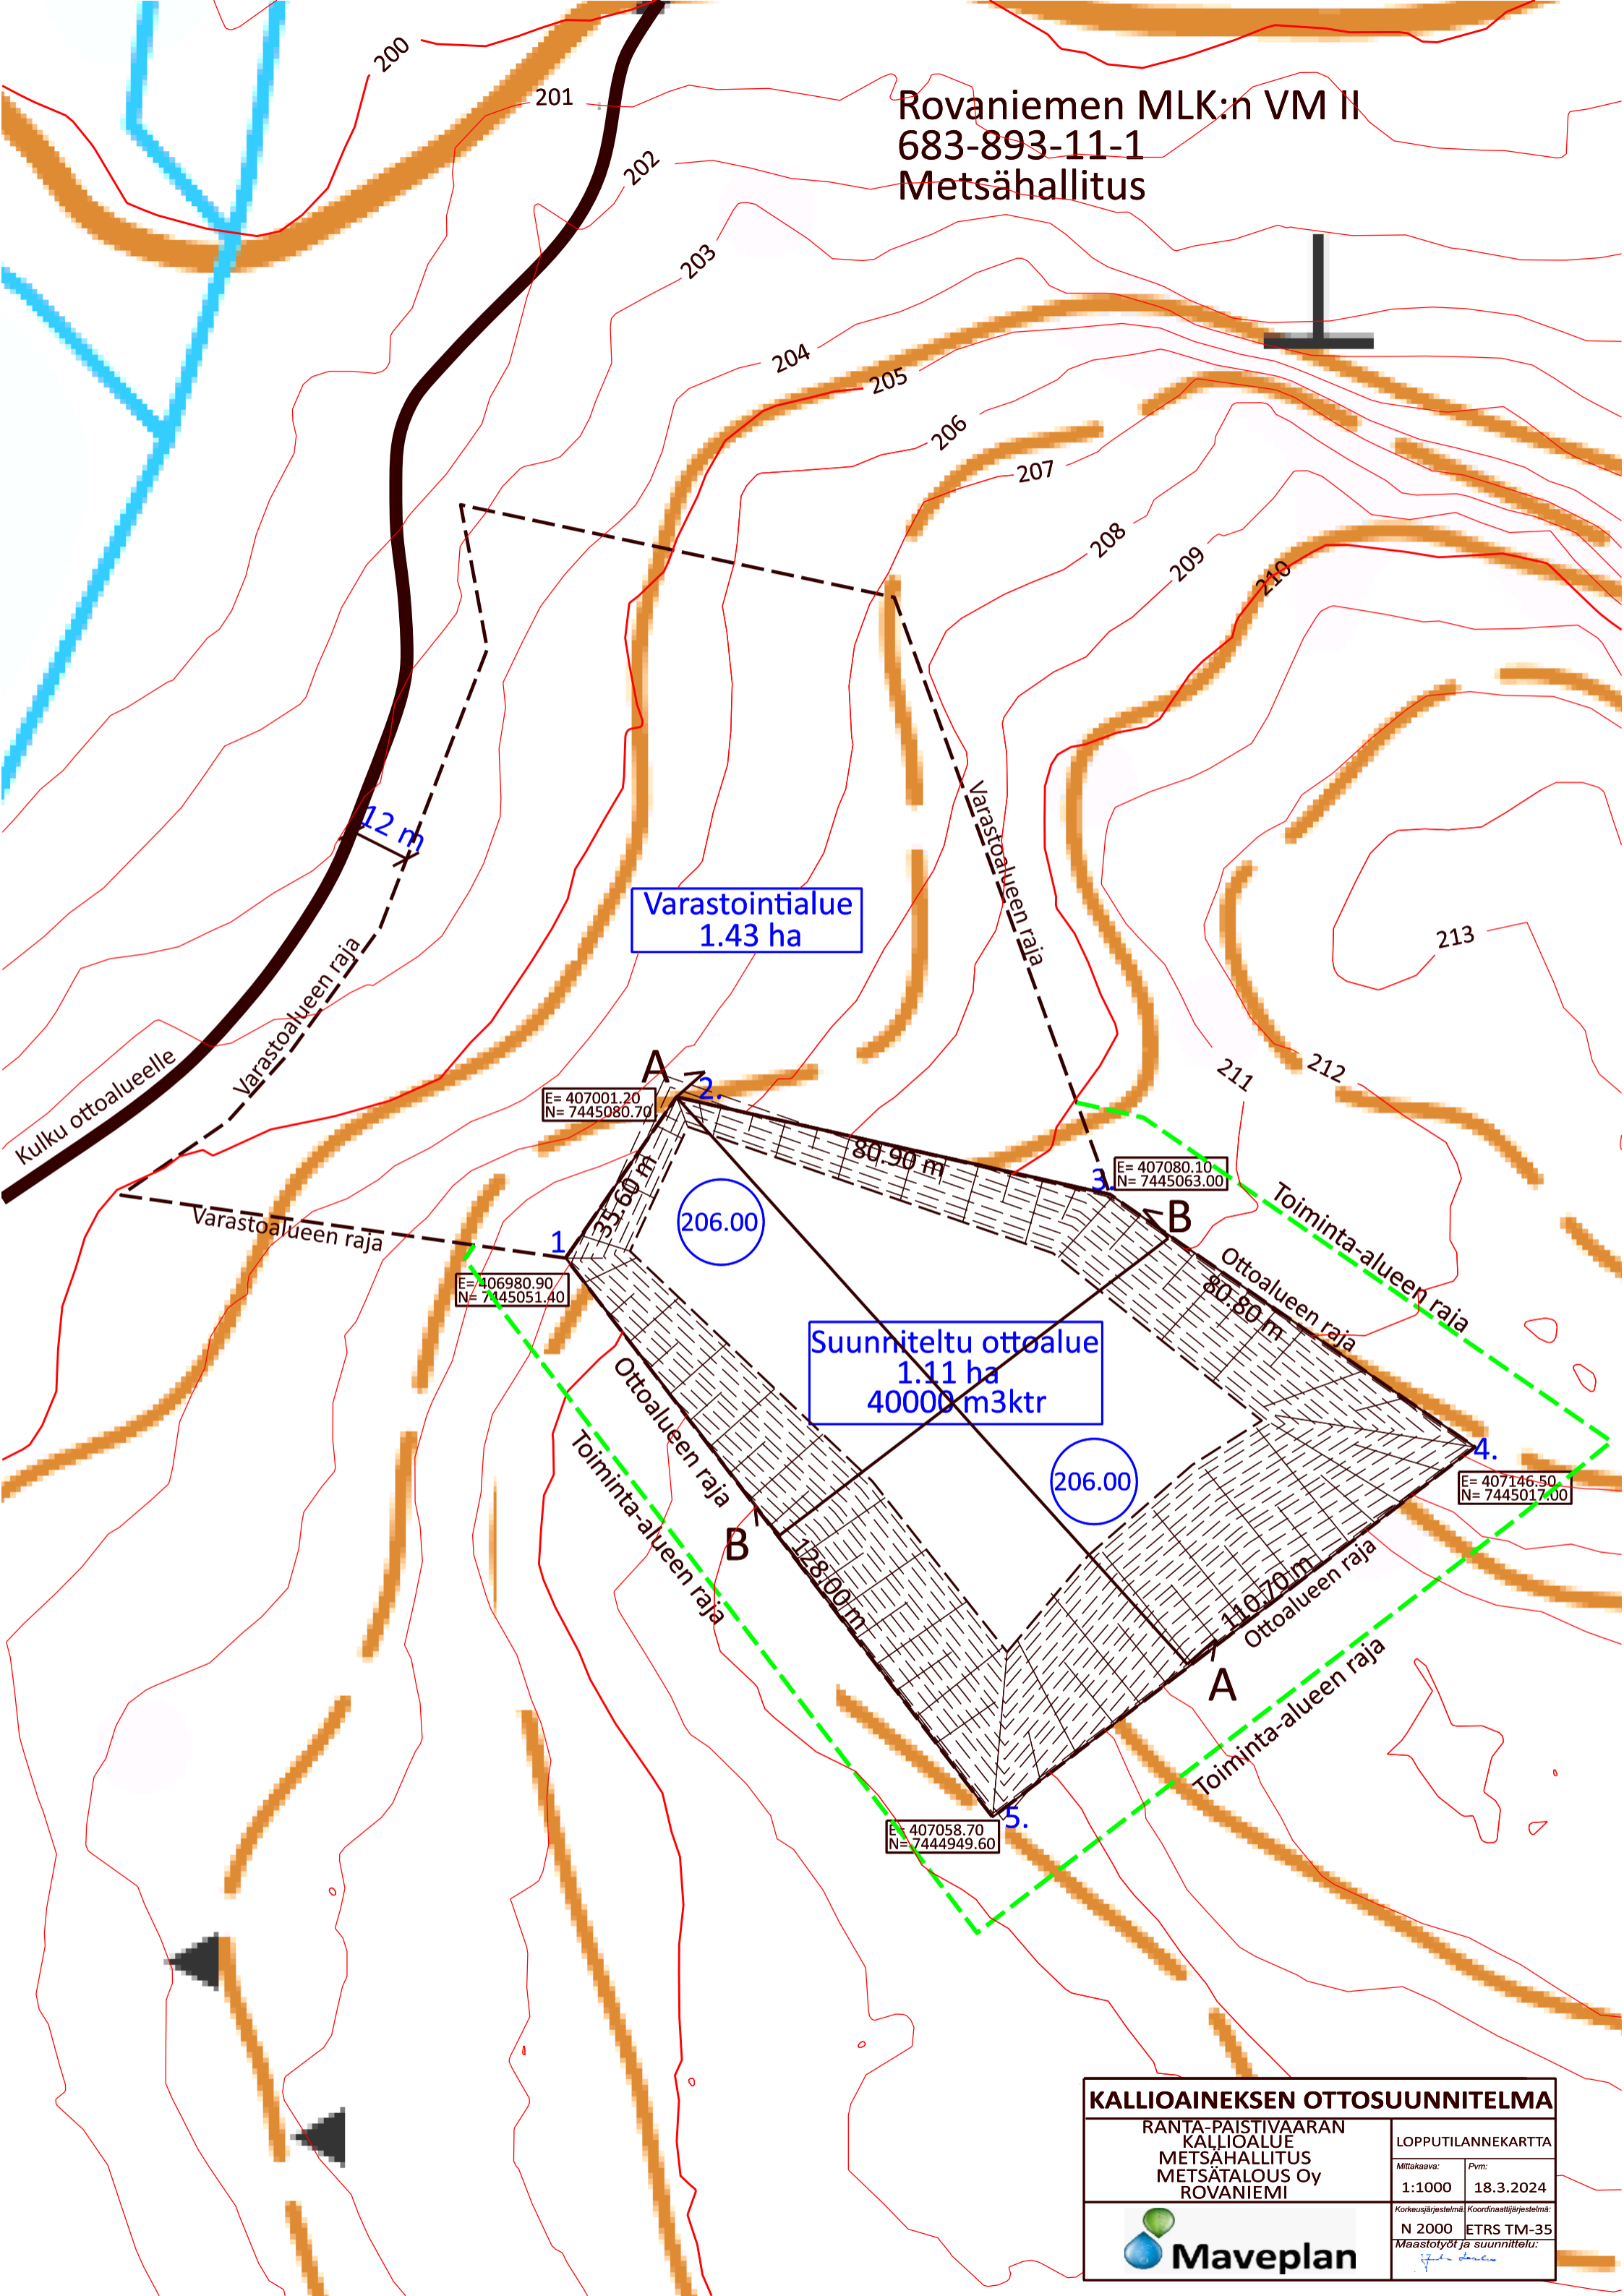 200
201
202
203
204
205
206
207
208
209
210
211
212
213
Rovaniemen MLK:n VM II
683-893-11-1
Metsähallitus
12 m
Varastoalueen raja
Varastoalueen raja
Varastoalueen raja
Kulku ottoalueelle
Varastointialue
1.43 ha
A
2.
E= 407001.20
N= 7445080.70
35.60 m
80.90 m
3.
E= 407080.10
N= 7445063.00
B
1
E= 406980.90
N= 7445051.40
206.00
Toiminta-alueen raja
Ottoalueen raja
80.80 m
Suunniteltu ottoalue
1.11 ha
40000 m3ktr
206.00
4.
E= 407146.50
N= 7445017.00
Ottoalueen raja
Toiminta-alueen raja
B
128.00 m
110.70 m
Ottoalueen raja
A
Toiminta-alueen raja
5.
E= 407058.70
N= 7444949.60
KALLIOAINEKSEN OTTOSUUNNITELMA
RANTA-PAISTIVAARAN
KALLIOALUE
METSÄHALLITUS
METSÄTALOUS Oy
ROVANIEMI
LOPPUTILANNEKARTTA
Mittakaava:
1:1000
Pvm:
18.3.2024
Korkeusjärjestelmä:
N 2000
Koordinaattijärjestelmä:
ETRS TM-35
Maastotyöt ja suunnittelu:
Maveplan